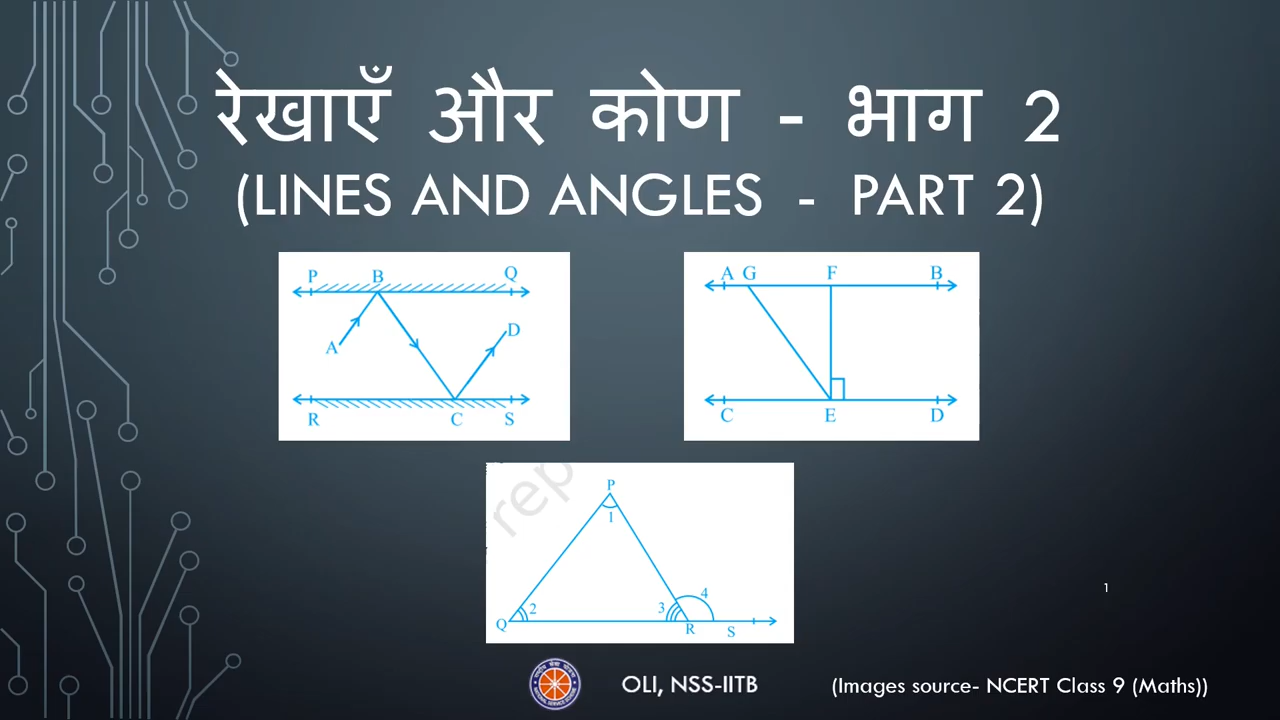 रेखाएँ और कोण - भाग 2
(LINES AND ANGLES - PART 2)
P B Q
A D
R C S
A G F B
C E D
rep
P
1
2 3 4
Q R S
1
OLI, NSS-IITB
(Images source- NCERT Class 9 (Maths))